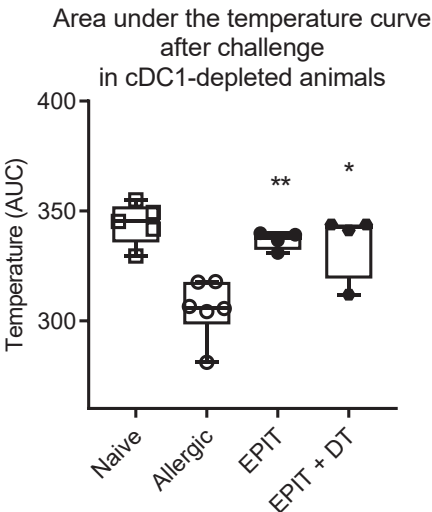 Area under the temperature curve
after challenge
in cDC1-depleted animals
Temperature (AUC)
400
350
300
**
*
Naive
Allergic
EPIT
EPIT + DT